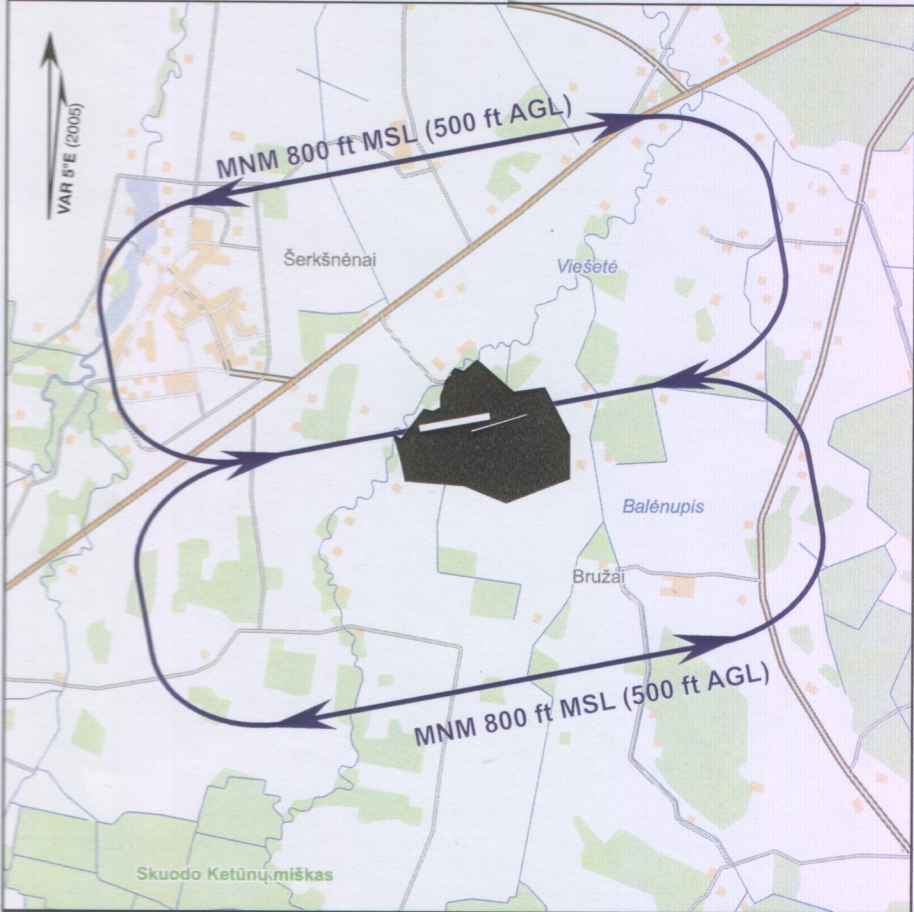 VAR 5°E (2005)
MNM 800 ft MSL (500 ft AGL)
Šerkšnėnai
Viešetė
Balėnupis
Bružai
MNM 800 ft MSL (500 ft AGL)
Skuodo Ketūnų miškas